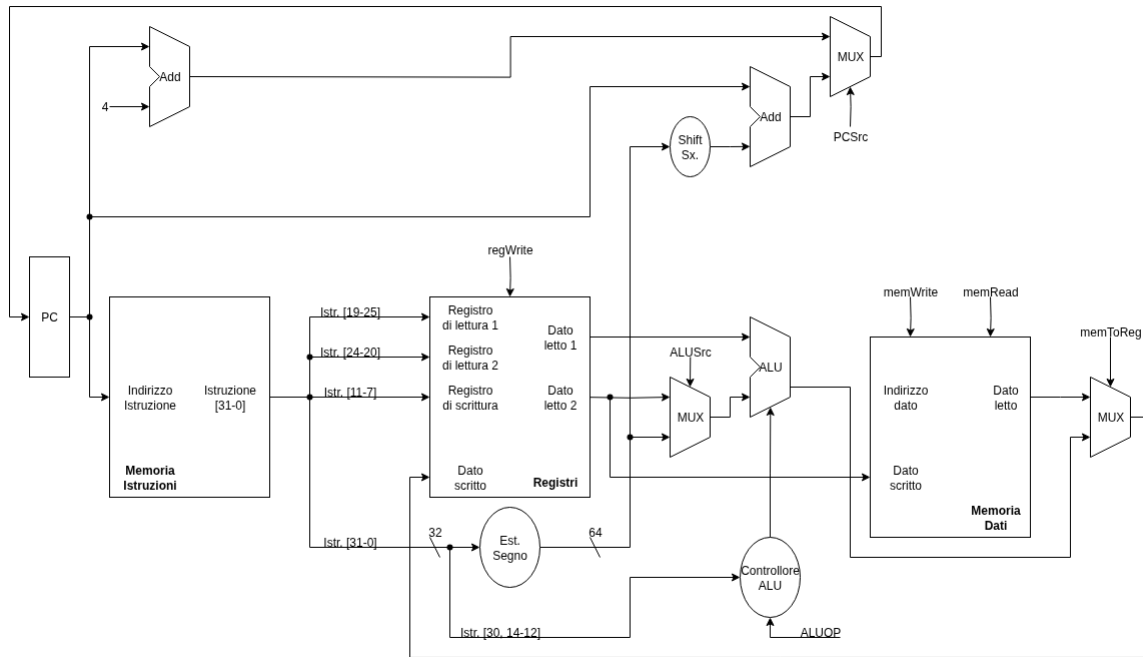 Add
4
MUX
PCSrc
Add
Shift
Sx.
PC
Indirizzo
Istruzione
Istruzione
[31-0]
Memoria
Istruzioni
Istr. [19-25]
Istr. [24-20]
Istr. [11-7]
Istr. [31-0]
regWrite
Registro
di lettura 1
Registro
di lettura 2
Registro
di scrittura
Dato
scritto
Dato
letto 1
Dato
letto 2
Registri
32
Est.
Segno
64
Istr. [30, 14-12]
ALUSrc
MUX
ALU
Controllore
ALU
ALUOP
memWrite
memRead
Indirizzo
dato
Dato
letto
Dato
scritto
Memoria
Dati
memToReg
MUX